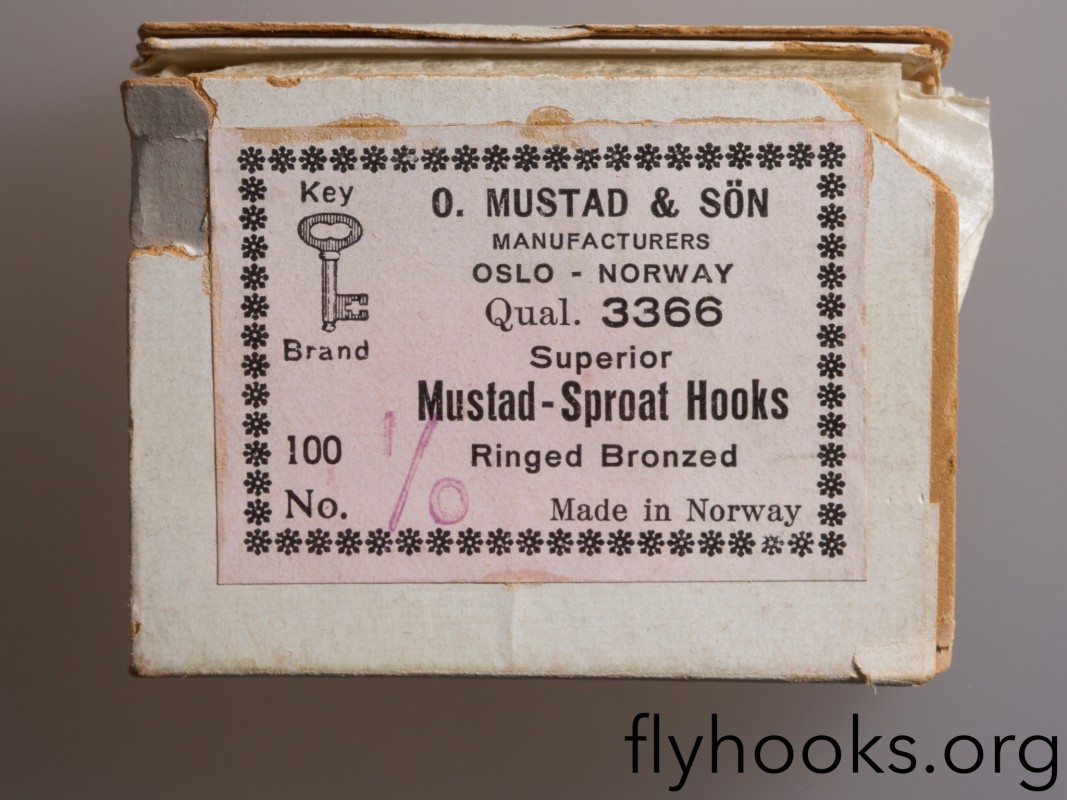 Key
Brand
O. MUSTAD & SÖN
MANUFACTURERS
OSLO - NORWAY
Qual. 3366
Superior
Mustad-Sproat Hooks
Ringed Bronzed
100
No. 1/0
Made in Norway
flyhooks.org